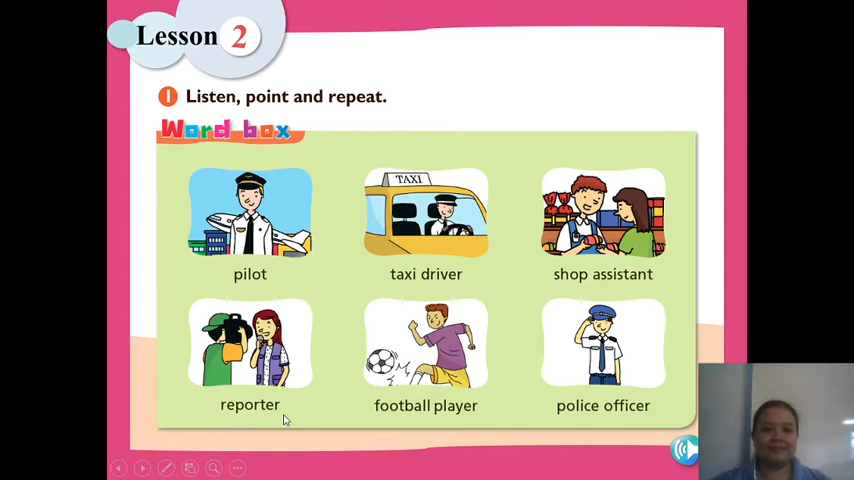 Lesson 2
1 Listen, point and repeat.
Word box
TAXI
pilot taxi driver shop assistant
reporter football player police officer